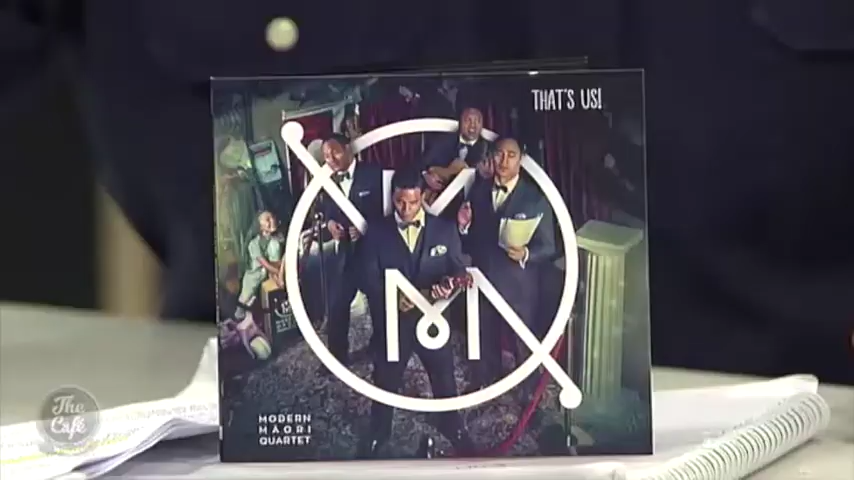 THAT'S US!
MODERN
MĀORI
QUARTET
The
Café